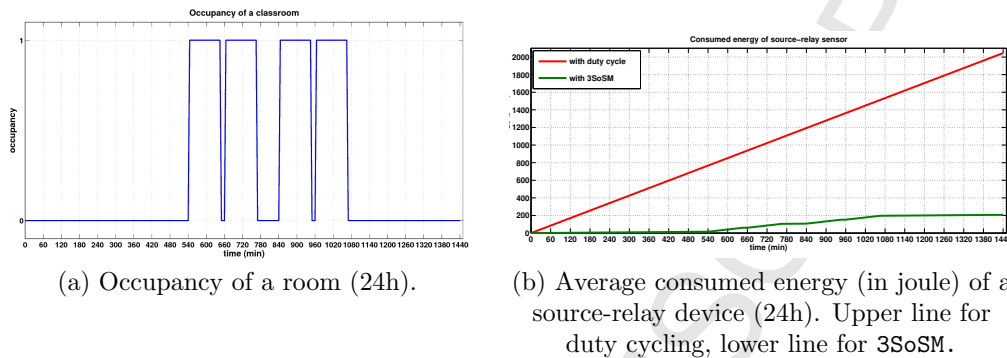 Occupancy of a classroom
1
occupancy
0
0 60 120 180 240 300 360 420 480 540 600 660 720 780 840 900 960 1020 1080 1140 1200 1260 1320 1380 1440
time (min)
(a) Occupancy of a room (24h).
Consumed energy of source-relay sensor
with duty cycle
with 3SoSM
2000
1800
1600
1400
1200
1000
800
600
400
200
0
0 60 120 180 240 300 360 420 480 540 600 660 720 780 840 900 960 1020 1080 1140 1200 1260 1320 1380 1440
time (min)
(b) Average consumed energy (in joule) of a
source-relay device (24h). Upper line for
duty cycling, lower line for 3SoSM.